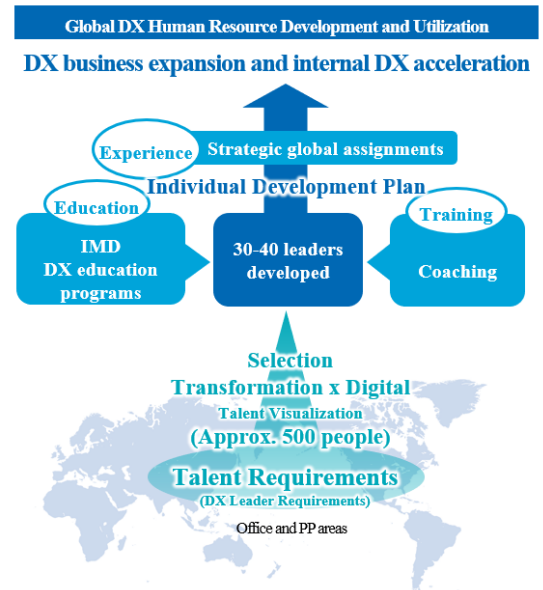 Global DX Human Resource Development and Utilization
DX business expansion and internal DX acceleration
Experience
Strategic global assignments
Individual Development Plan
Education
IMD
DX education
programs
30-40 leaders
developed
Training
Coaching
Selection
Transformation x Digital
Talent Visualization
(Approx. 500 people)
Talent Requirements
(DX Leader Requirements)
Office and PP areas